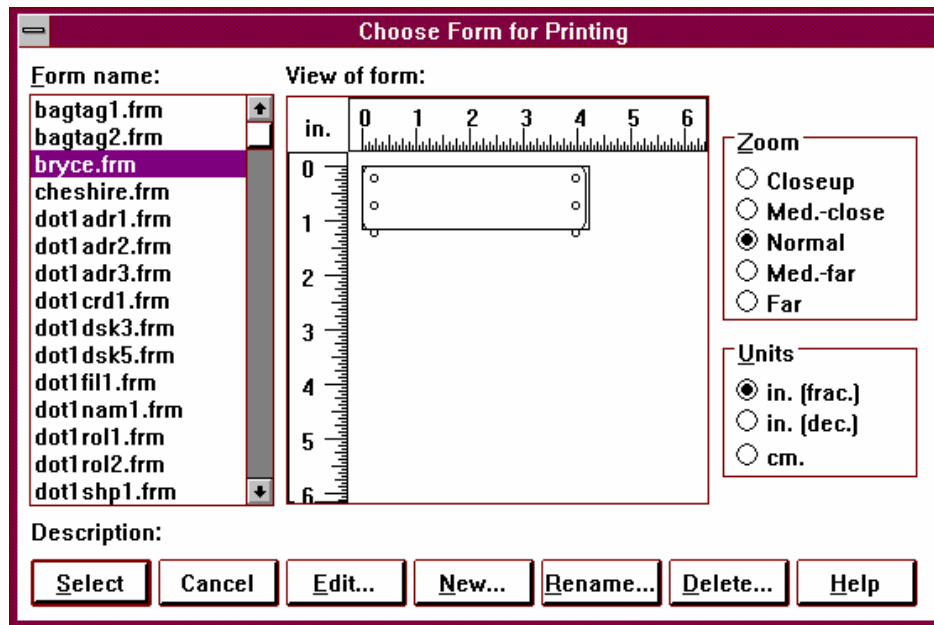 Choose Form for Printing
Form name:
bagtag1.frm
bagtag2.frm
bryce.frm
cheshire.frm
dot1adr1.frm
dot1adr2.frm
dot1adr3.frm
dot1crd1.frm
dot1dsk3.frm
dot1dsk5.frm
dot1fil1.frm
dot1nam1.frm
dot1rol1.frm
dot1rol2.frm
dot1shp1.frm
View of form:
in.
0 1 2 3 4 5 6
0
1
2
3
4
5
6
Zoom
Closeup
Med.-close
Normal
Med.-far
Far
Units
in. (frac.)
in. (dec.)
cm.
Description:
Select Cancel Edit... New... Rename... Delete... Help